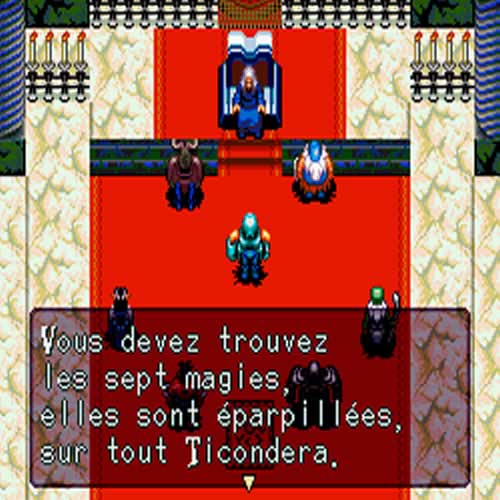 Vous devez trouvez
les sept magies,
elles sont éparpillées,
sur tout Ticondera.